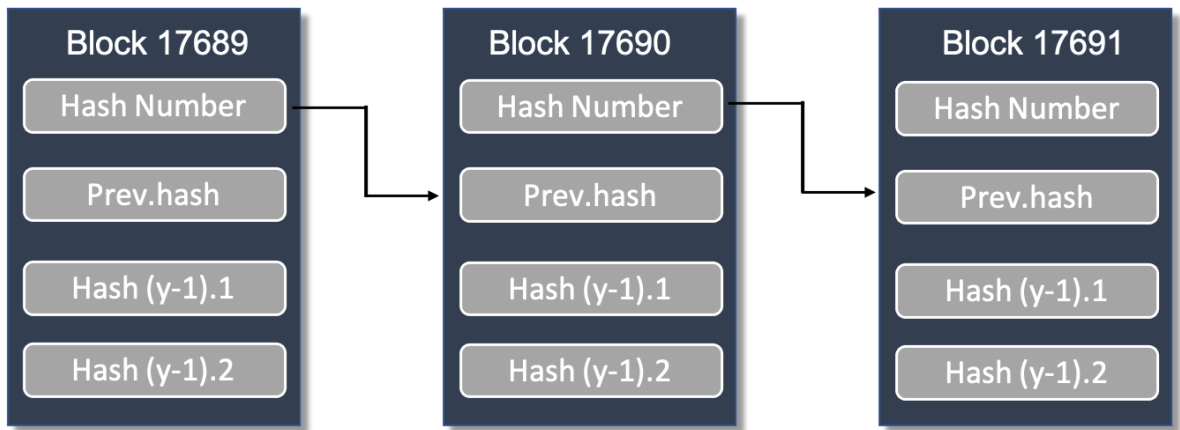 Block 17689
Hash Number
Prev.hash
Hash (y-1).1
Hash (y-1).2
Block 17690
Hash Number
Prev.hash
Hash (y-1).1
Hash (y-1).2
Block 17691
Hash Number
Prev.hash
Hash (y-1).1
Hash (y-1).2